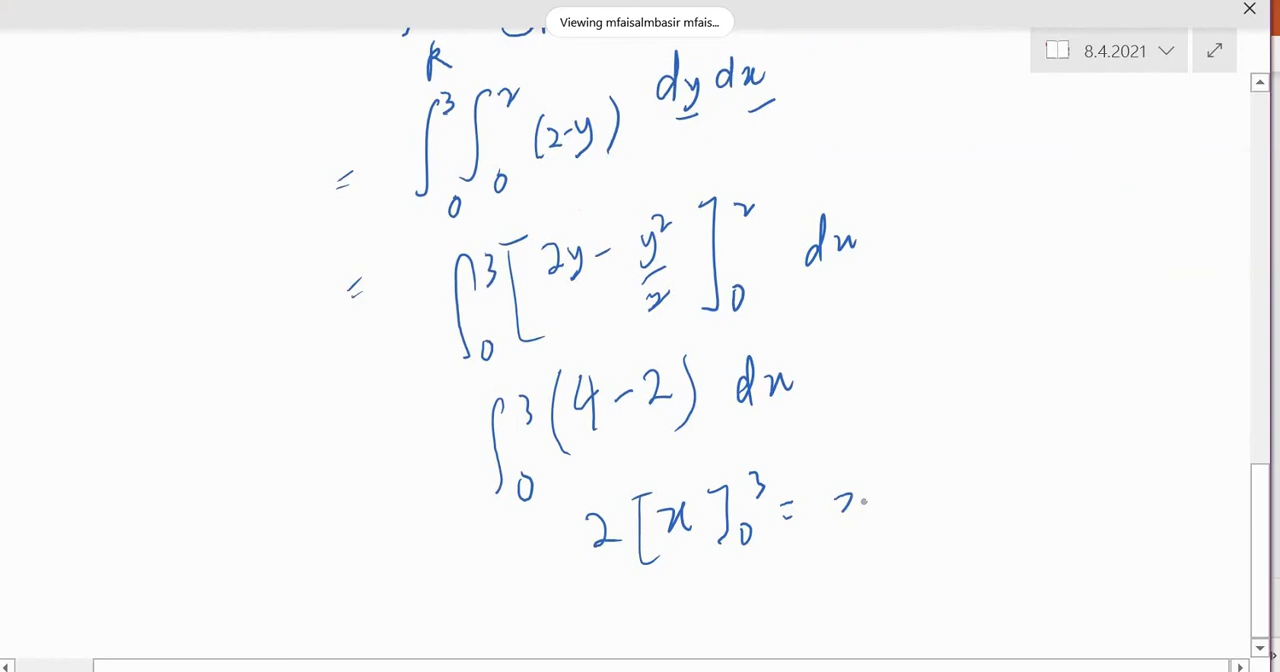 Viewing mfaisalmbasir mfais...
8.4.2021
R
= ∫₀³ ∫₀² (2-y) dy dx
= ∫₀³ [2y - y²/2]₀² dx
∫₀³ (4-2) dx
2[x]₀³ =